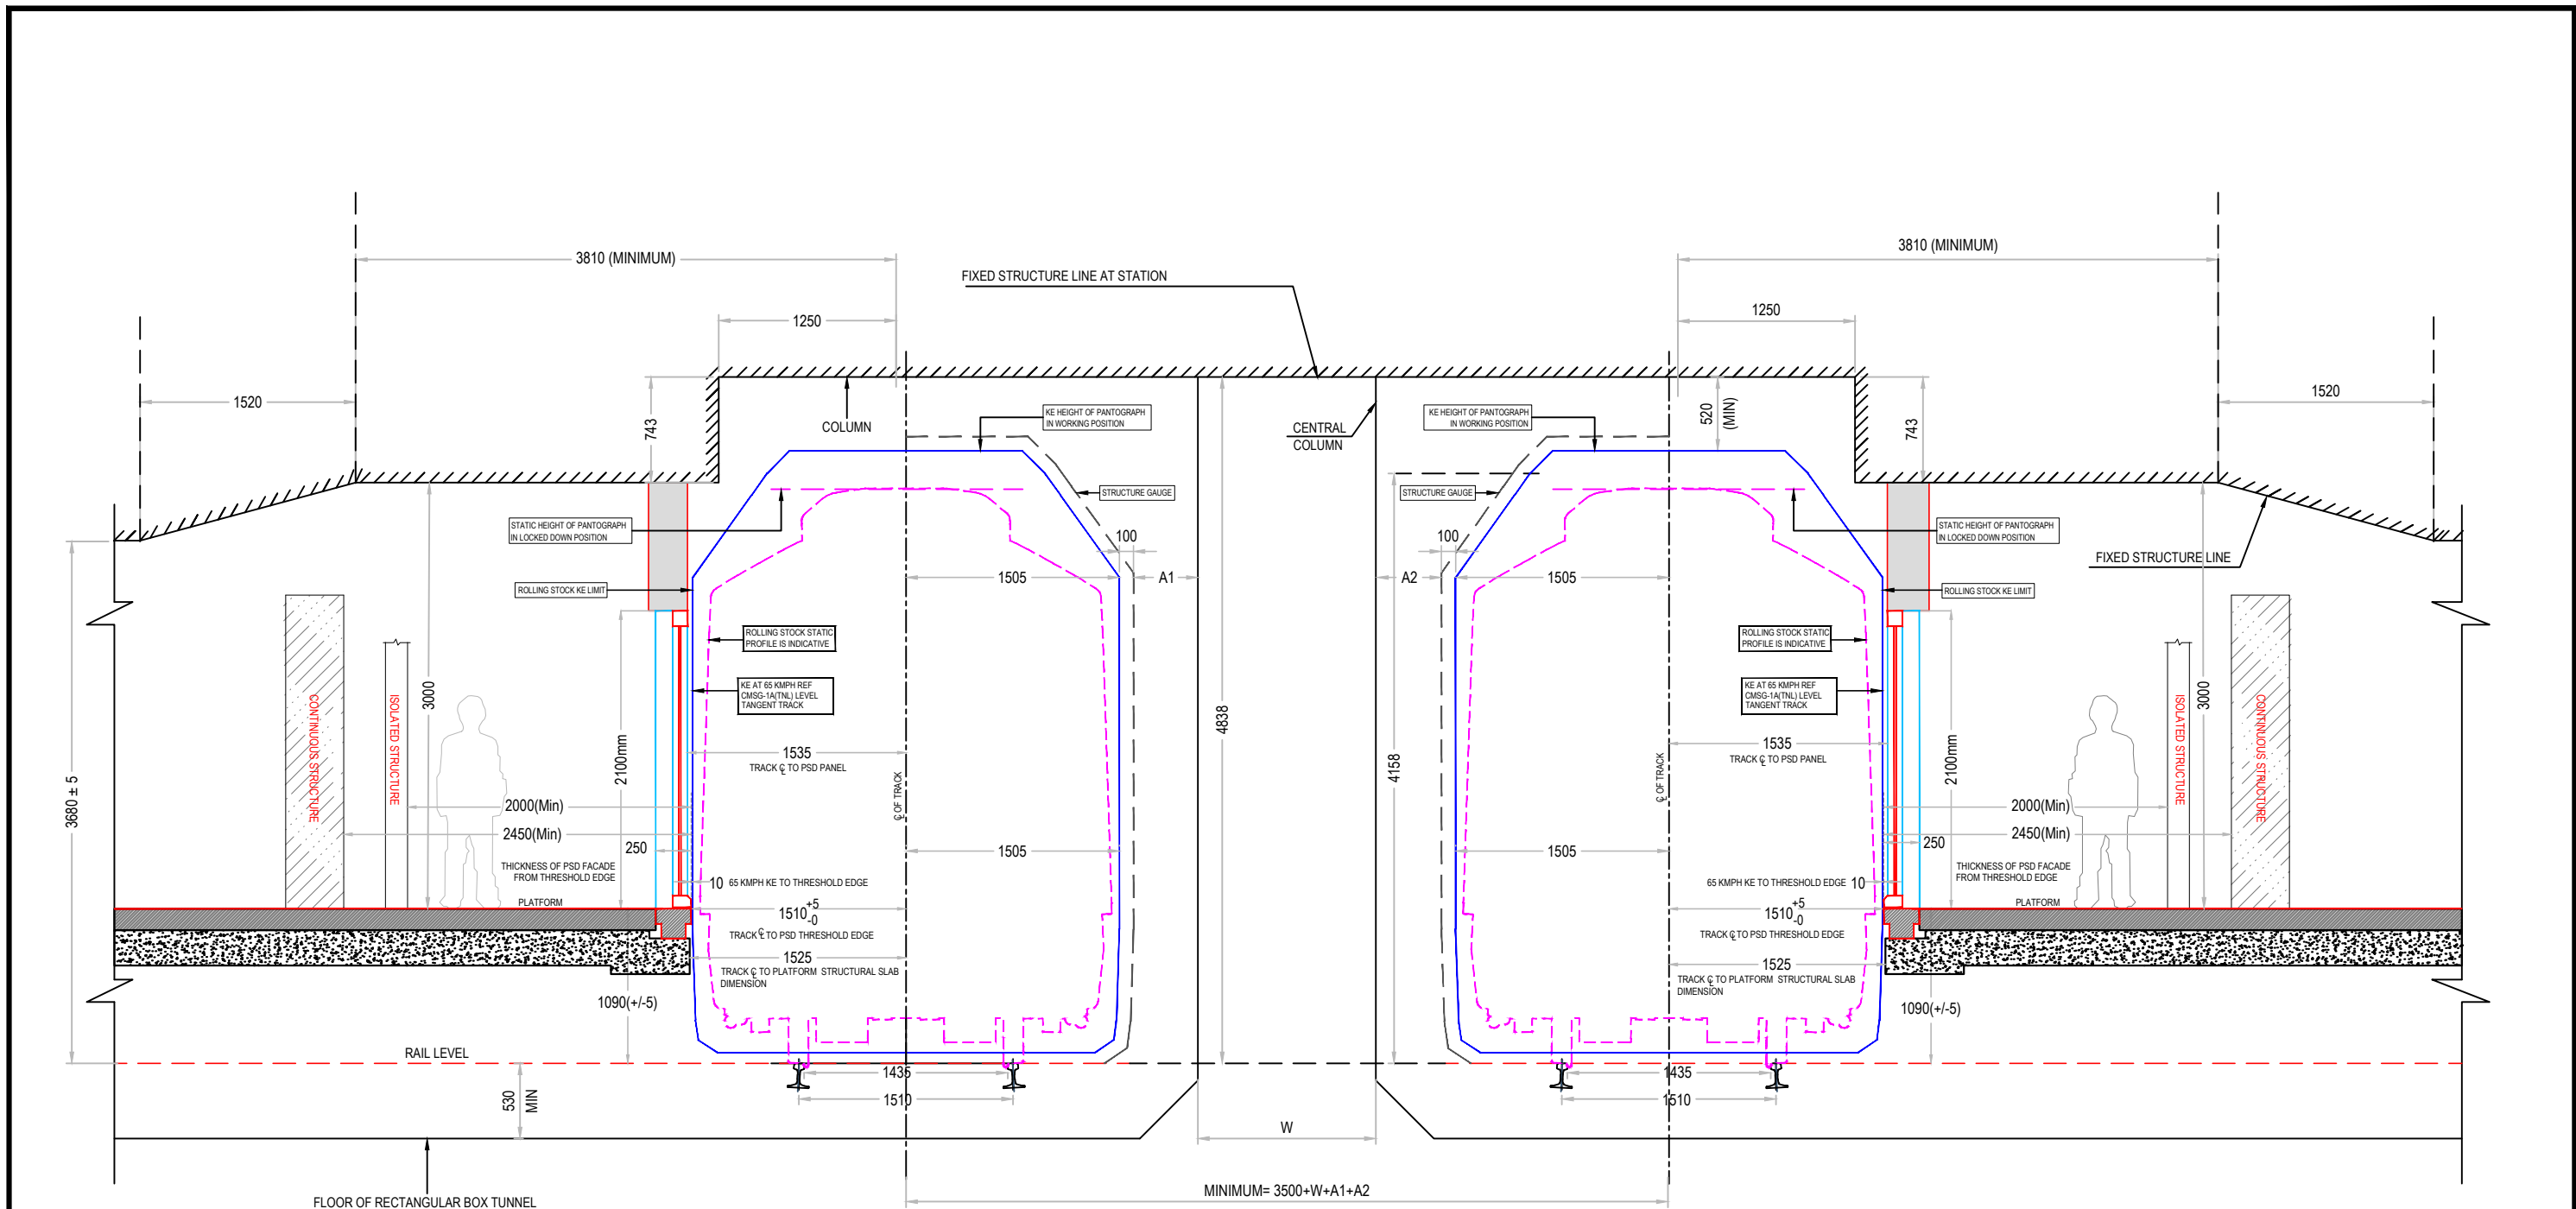 3810 (MINIMUM)
3810 (MINIMUM)
FIXED STRUCTURE LINE AT STATION
1250
1250
1520
1520
743
COLUMN
KE HEIGHT OF PANTOGRAPH
IN WORKING POSITION
CENTRAL
COLUMN
KE HEIGHT OF PANTOGRAPH
IN WORKING POSITION
520
(MIN)
743
STRUCTURE GAUGE
STRUCTURE GAUGE
STATIC HEIGHT OF PANTOGRAPH
IN LOCKED DOWN POSITION
STATIC HEIGHT OF PANTOGRAPH
IN LOCKED DOWN POSITION
100
100
FIXED STRUCTURE LINE
1505
A1
A2
1505
ROLLING STOCK KE LIMIT
ROLLING STOCK KE LIMIT
ROLLING STOCK STATIC
PROFILE IS INDICATIVE
ROLLING STOCK STATIC
PROFILE IS INDICATIVE
KE AT 65 KMPH REF
CMSG-1A(TNL) LEVEL
TANGENT TRACK
KE AT 65 KMPH REF
CMSG-1A(TNL) LEVEL
TANGENT TRACK
CONTINUOUS STRUCTURE
ISOLATED STRUCTURE
3000
2100mm
4838
4158
2100mm
ISOLATED STRUCTURE
3000
CONTINUOUS STRUCTURE
3680 ± 5
1535
TRACK ℄ TO PSD PANEL
℄ OF TRACK
℄ OF TRACK
1535
TRACK ℄ TO PSD PANEL
2000(Min)
2000(Min)
2450(Min)
2450(Min)
250
250
1505
1505
THICKNESS OF PSD FACADE
FROM THRESHOLD EDGE
THICKNESS OF PSD FACADE
FROM THRESHOLD EDGE
10 65 KMPH KE TO THRESHOLD EDGE
65 KMPH KE TO THRESHOLD EDGE 10
PLATFORM
PLATFORM
1510 +5 -0
TRACK ℄ TO PSD THRESHOLD EDGE
1510 +5 -0
TRACK ℄ TO PSD THRESHOLD EDGE
1525
TRACK ℄ TO PLATFORM STRUCTURAL SLAB
DIMENSION
1525
TRACK ℄ TO PLATFORM STRUCTURAL SLAB
DIMENSION
1090(+/-5)
1090(+/-5)
RAIL LEVEL
1435
1435
530
MIN
1510
1510
W
MINIMUM= 3500+W+A1+A2
FLOOR OF RECTANGULAR BOX TUNNEL